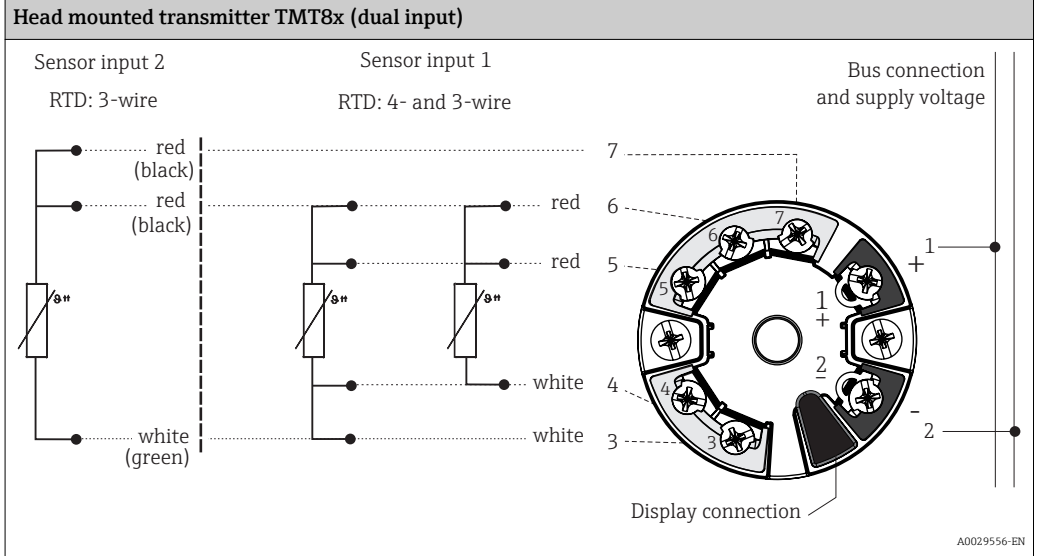 Head mounted transmitter TMT8x (dual input)
Sensor input 2
RTD: 3-wire
Sensor input 1
RTD: 4- and 3-wire
Bus connection
and supply voltage
red
(black)
red
(black)
white
(green)
ϑ
ϑ
ϑ
red
red
white
white
7
6
5
4
3
7
6
5
4
3
1
+
2
-
1
+
-
2
Display connection
A0029556-EN